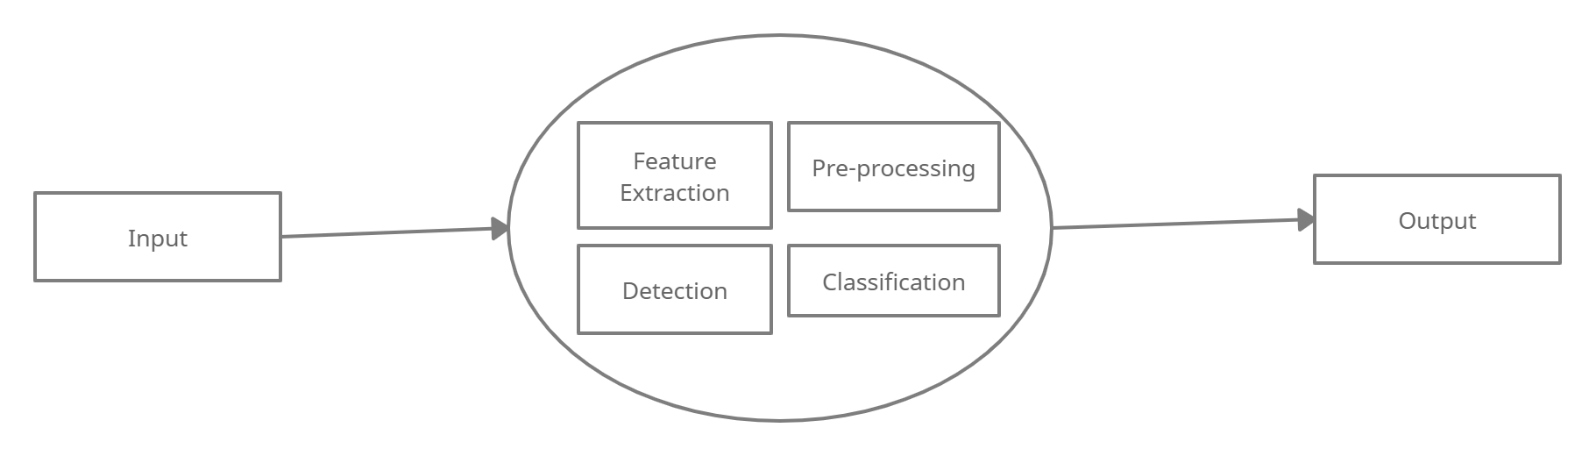 Input
Feature
Extraction
Pre-processing
Detection
Classification
Output